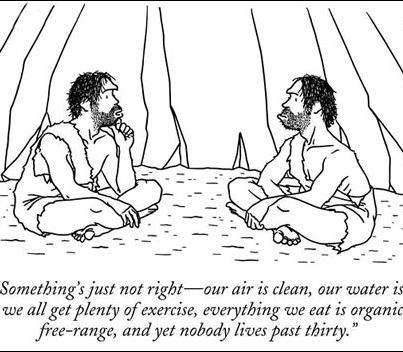 Something's just not right—our air is clean, our water is
we all get plenty of exercise, everything we eat is organic
free-range, and yet nobody lives past thirty."